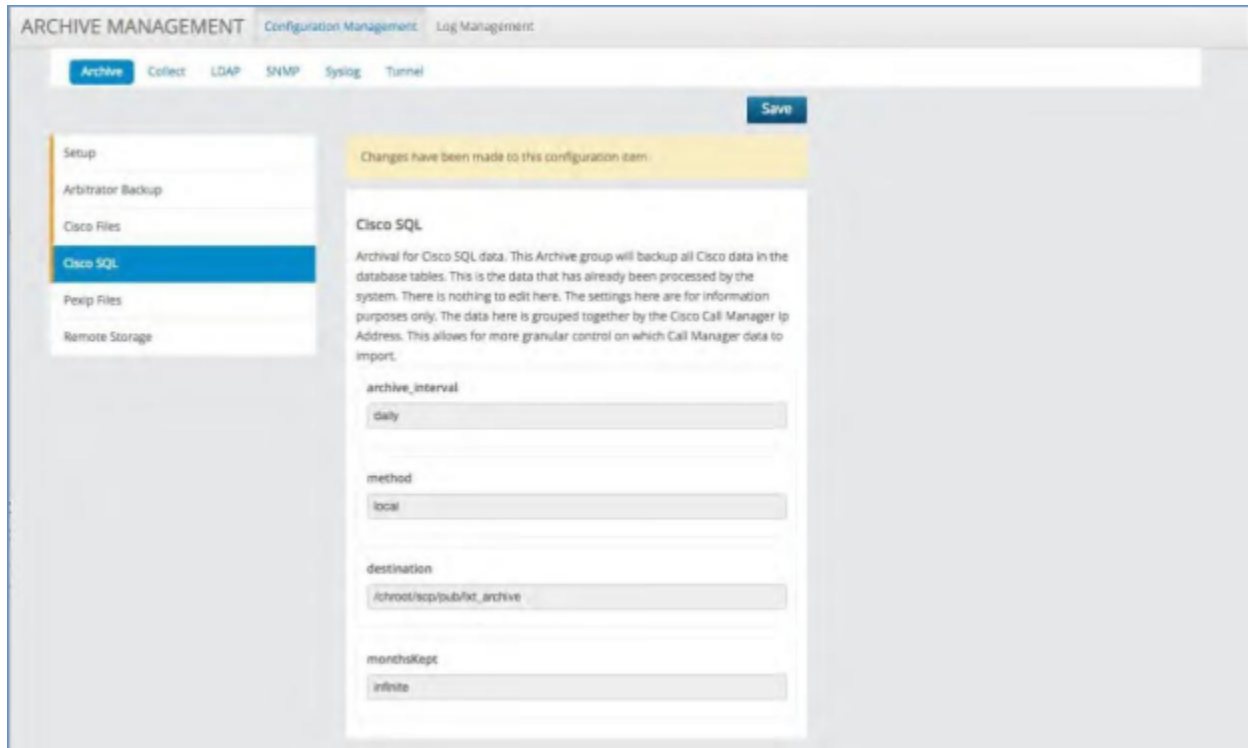 ARCHIVE MANAGEMENT Configuration Management Log Management
Archive Collect LDAP SNMP Syslog Tunnel
Save
Setup
Arbitrator Backup
Cisco Files
Cisco SQL
Pexip Files
Remote Storage
Changes have been made to this configuration item
Cisco SQL
Archival for Cisco SQL data. This Archive group will backup all Cisco data in the
database tables. This is the data that has already been processed by the
system. There is nothing to edit here. The settings here are for information
purposes only. The data here is grouped together by the Cisco Call Manager Ip
Address. This allows for more granular control on which Call Manager data to
import.
archive_interval
daily
method
local
destination
/chroot/scp/pub/lxt_archive
monthsKept
infinite